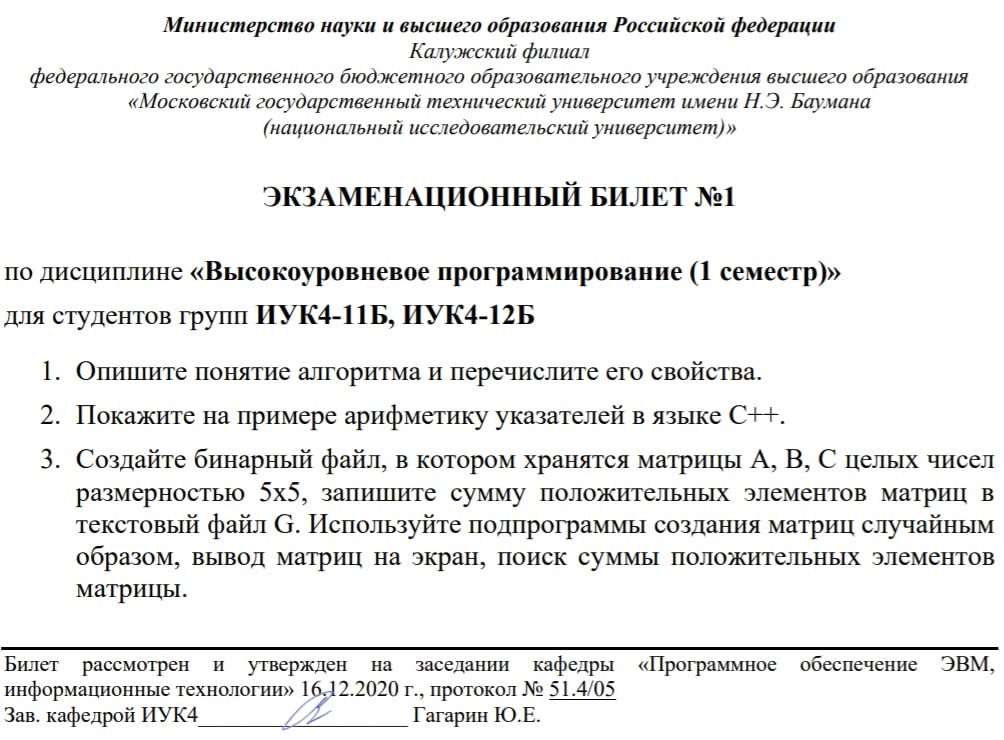 Министерство науки и высшего образования Российской федерации
Калужский филиал
федерального государственного бюджетного образовательного учреждения высшего образования
«Московский государственный технический университет имени Н.Э. Баумана
(национальный исследовательский университет)»
ЭКЗАМЕНАЦИОННЫЙ БИЛЕТ №1
по дисциплине «Высокоуровневое программирование (1 семестр)»
для студентов групп ИУК4-11Б, ИУК4-12Б
1. Опишите понятие алгоритма и перечислите его свойства.
2. Покажите на примере арифметику указателей в языке С++.
3. Создайте бинарный файл, в котором хранятся матрицы А, В, С целых чисел
размерностью 5х5, запишите сумму положительных элементов матриц в
текстовый файл G. Используйте подпрограммы создания матриц случайным
образом, вывод матриц на экран, поиск суммы положительных элементов
матрицы.
Билет рассмотрен и утвержден на заседании кафедры «Программное обеспечение ЭВМ,
информационные технологии» 16.12.2020 г., протокол № 51.4/05
Зав. кафедрой ИУК4___________________ Гагарин Ю.Е.